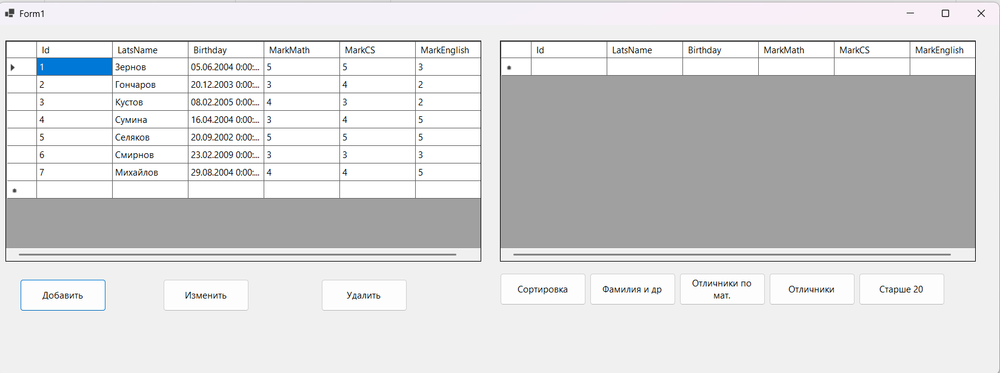 Form1
Id LatsName Birthday MarkMath MarkCS MarkEnglish
1 Зернов 05.06.2004 0:00:... 5 5 3
2 Гончаров 20.12.2003 0:00:... 3 4 2
3 Кустов 08.02.2005 0:00:... 4 3 2
4 Сумина 16.04.2004 0:00:... 3 4 5
5 Селяков 20.09.2002 0:00:... 5 5 5
6 Смирнов 23.02.2009 0:00:... 3 3 3
7 Михайлов 29.08.2004 0:00:... 4 4 5
Id LatsName Birthday MarkMath MarkCS MarkEnglish
Добавить Изменить Удалить
Сортировка Фамилия и др Отличники по
мат. Отличники Старше 20